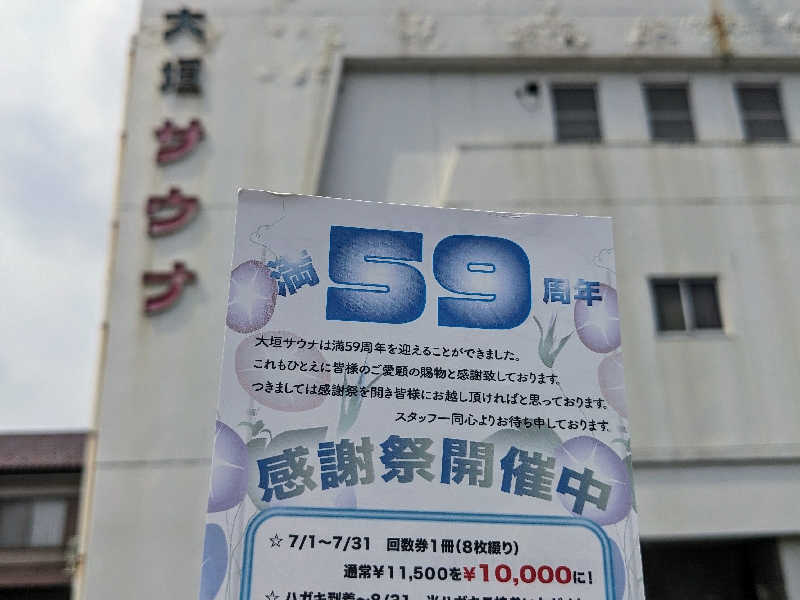 大垣サウナ
満59周年
大垣サウナは満59周年を迎えることができました。
これもひとえに皆様のご愛顧の賜物と感謝致しております。
つきましては感謝祭を開き皆様にお越し頂ければと思っております。
スタッフ一同心よりお待ち申しております。
感謝祭開催中
☆ 7/1〜7/31 回数券1冊(8枚綴り)
通常¥11,500を¥10,000に!
☆ハガキ到着〜8/31